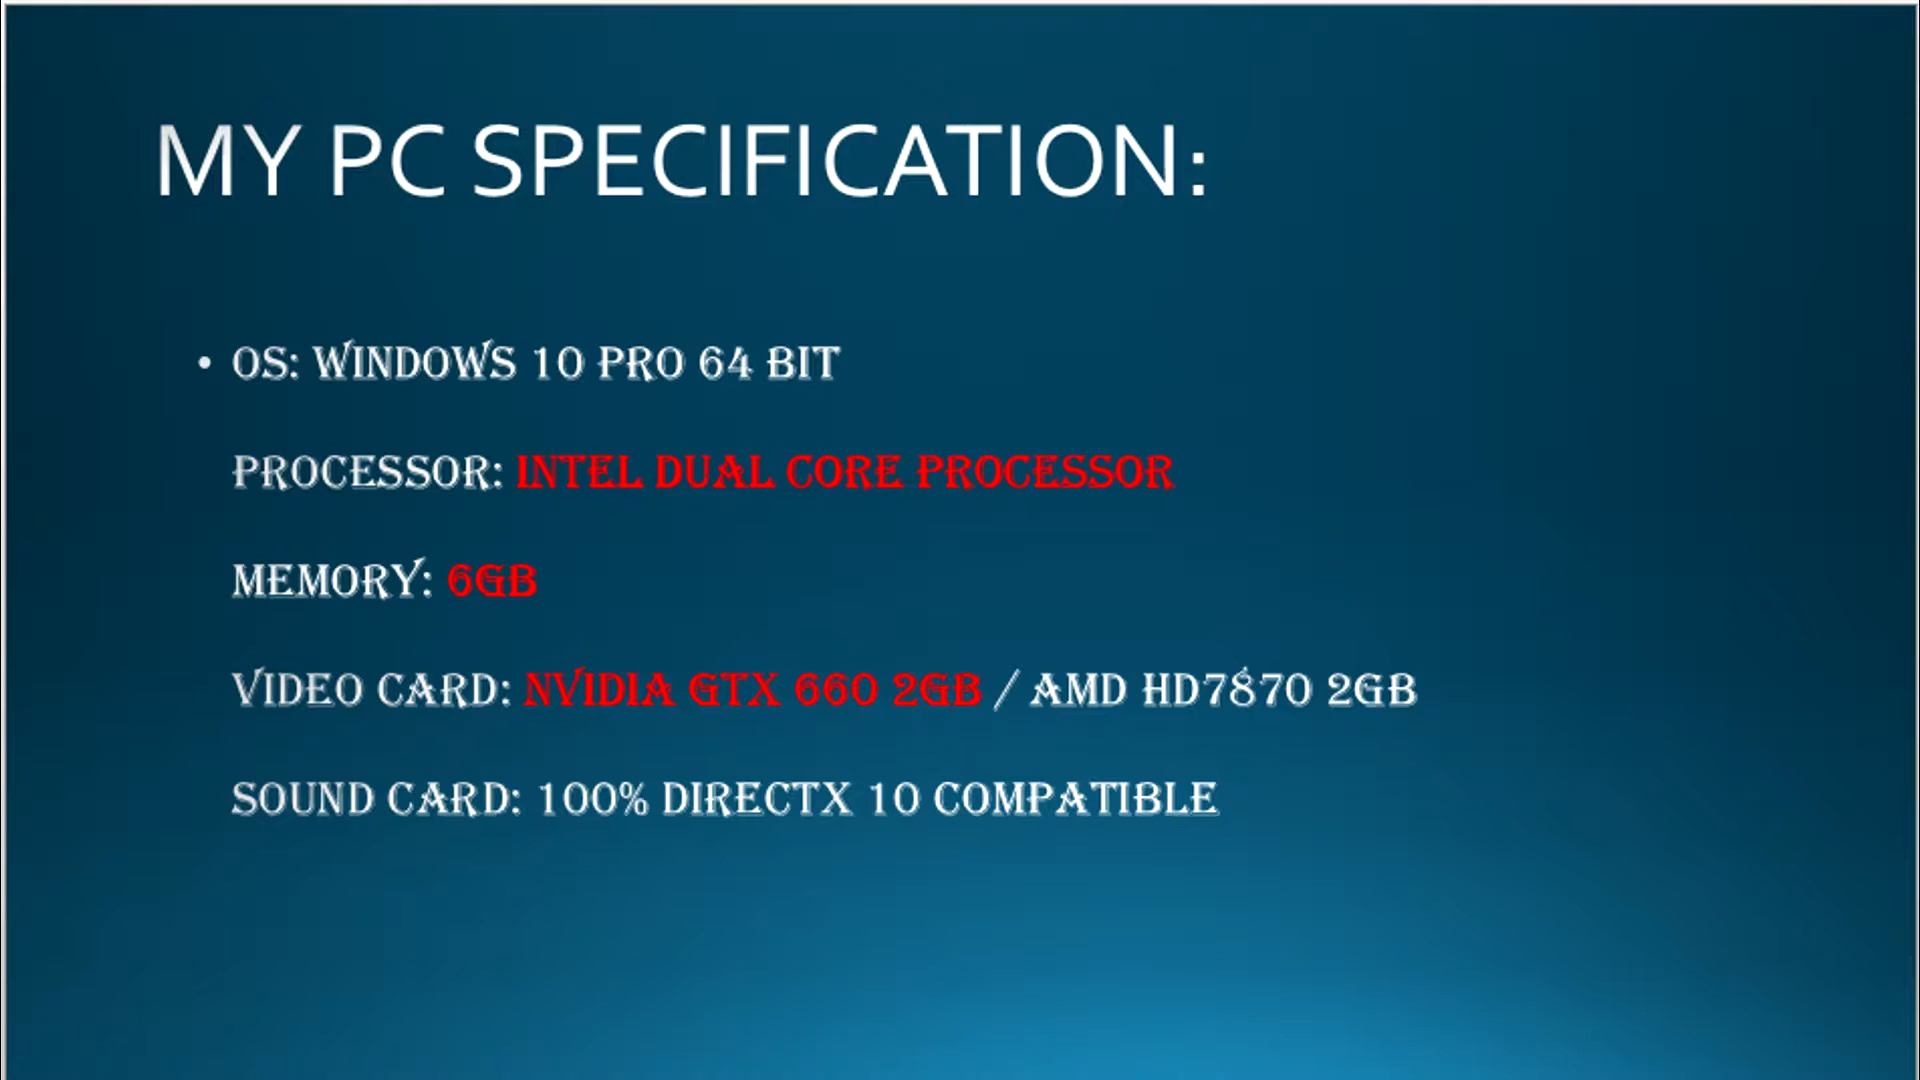 MY PC SPECIFICATION:
• OS: WINDOWS 10 PRO 64 BIT
PROCESSOR: INTEL DUAL CORE PROCESSOR
MEMORY: 6GB
VIDEO CARD: NVIDIA GTX 660 2GB / AMD HD7870 2GB
SOUND CARD: 100% DIRECTX 10 COMPATIBLE